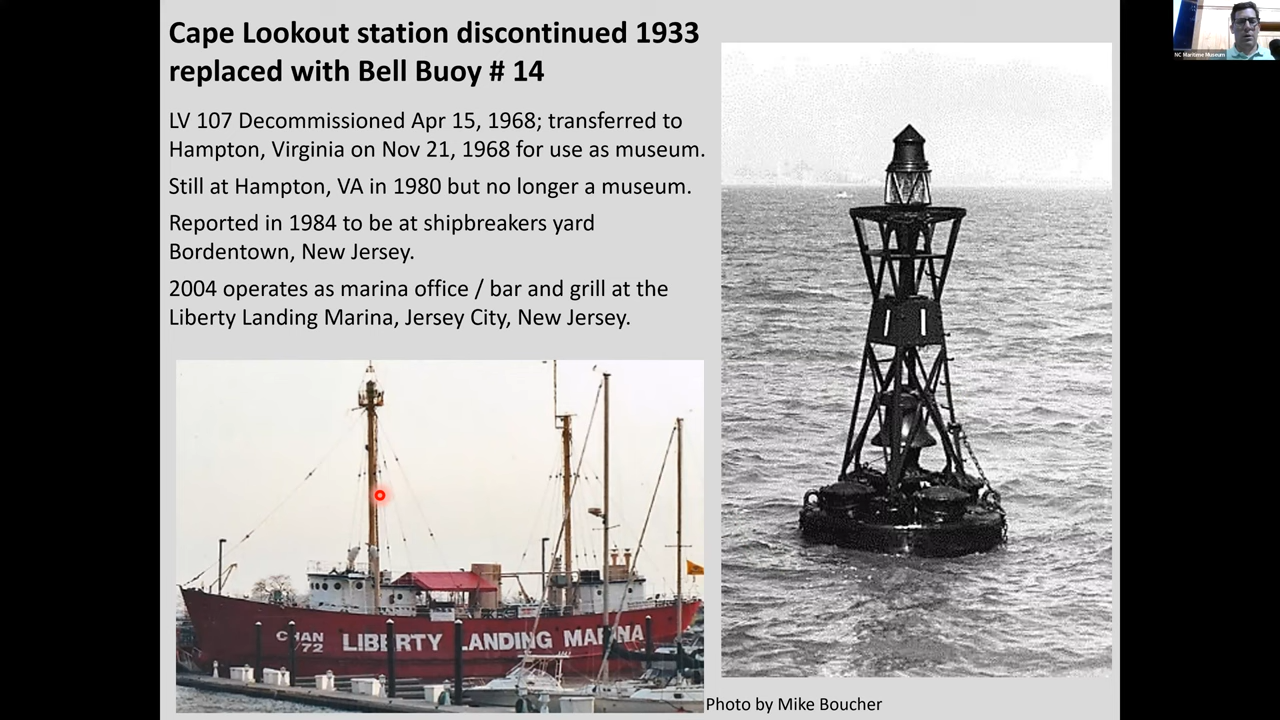 Cape Lookout station discontinued 1933
replaced with Bell Buoy # 14
LV 107 Decommissioned Apr 15, 1968; transferred to
Hampton, Virginia on Nov 21, 1968 for use as museum.
Still at Hampton, VA in 1980 but no longer a museum.
Reported in 1984 to be at shipbreakers yard
Bordentown, New Jersey.
2004 operates as marina office / bar and grill at the
Liberty Landing Marina, Jersey City, New Jersey.
CHAN
72
LIBERTY LANDING MARINA
Photo by Mike Boucher
NC Maritime Museum